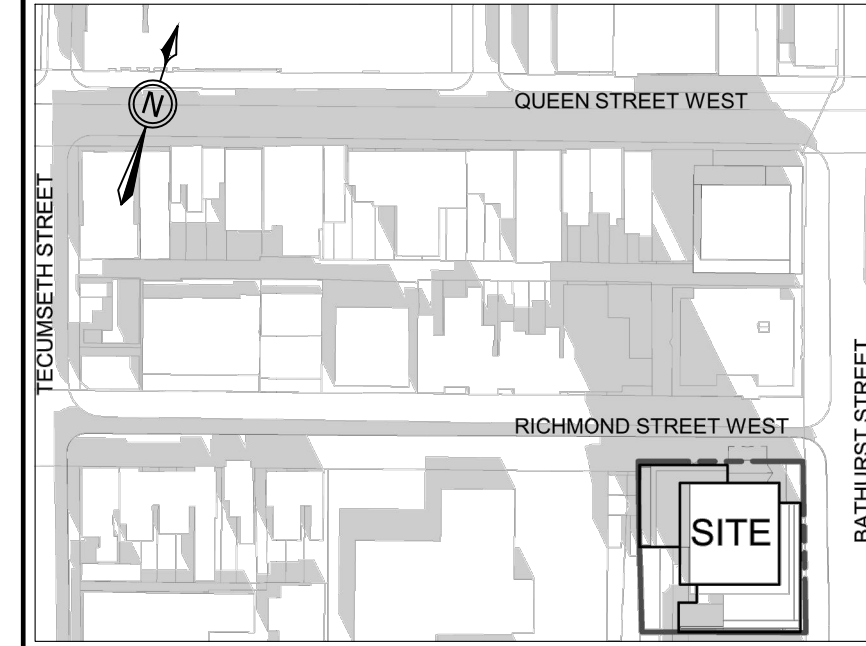 N
QUEEN STREET WEST
TECUMSETH STREET
RICHMOND STREET WEST
BATHURST STREET
SITE